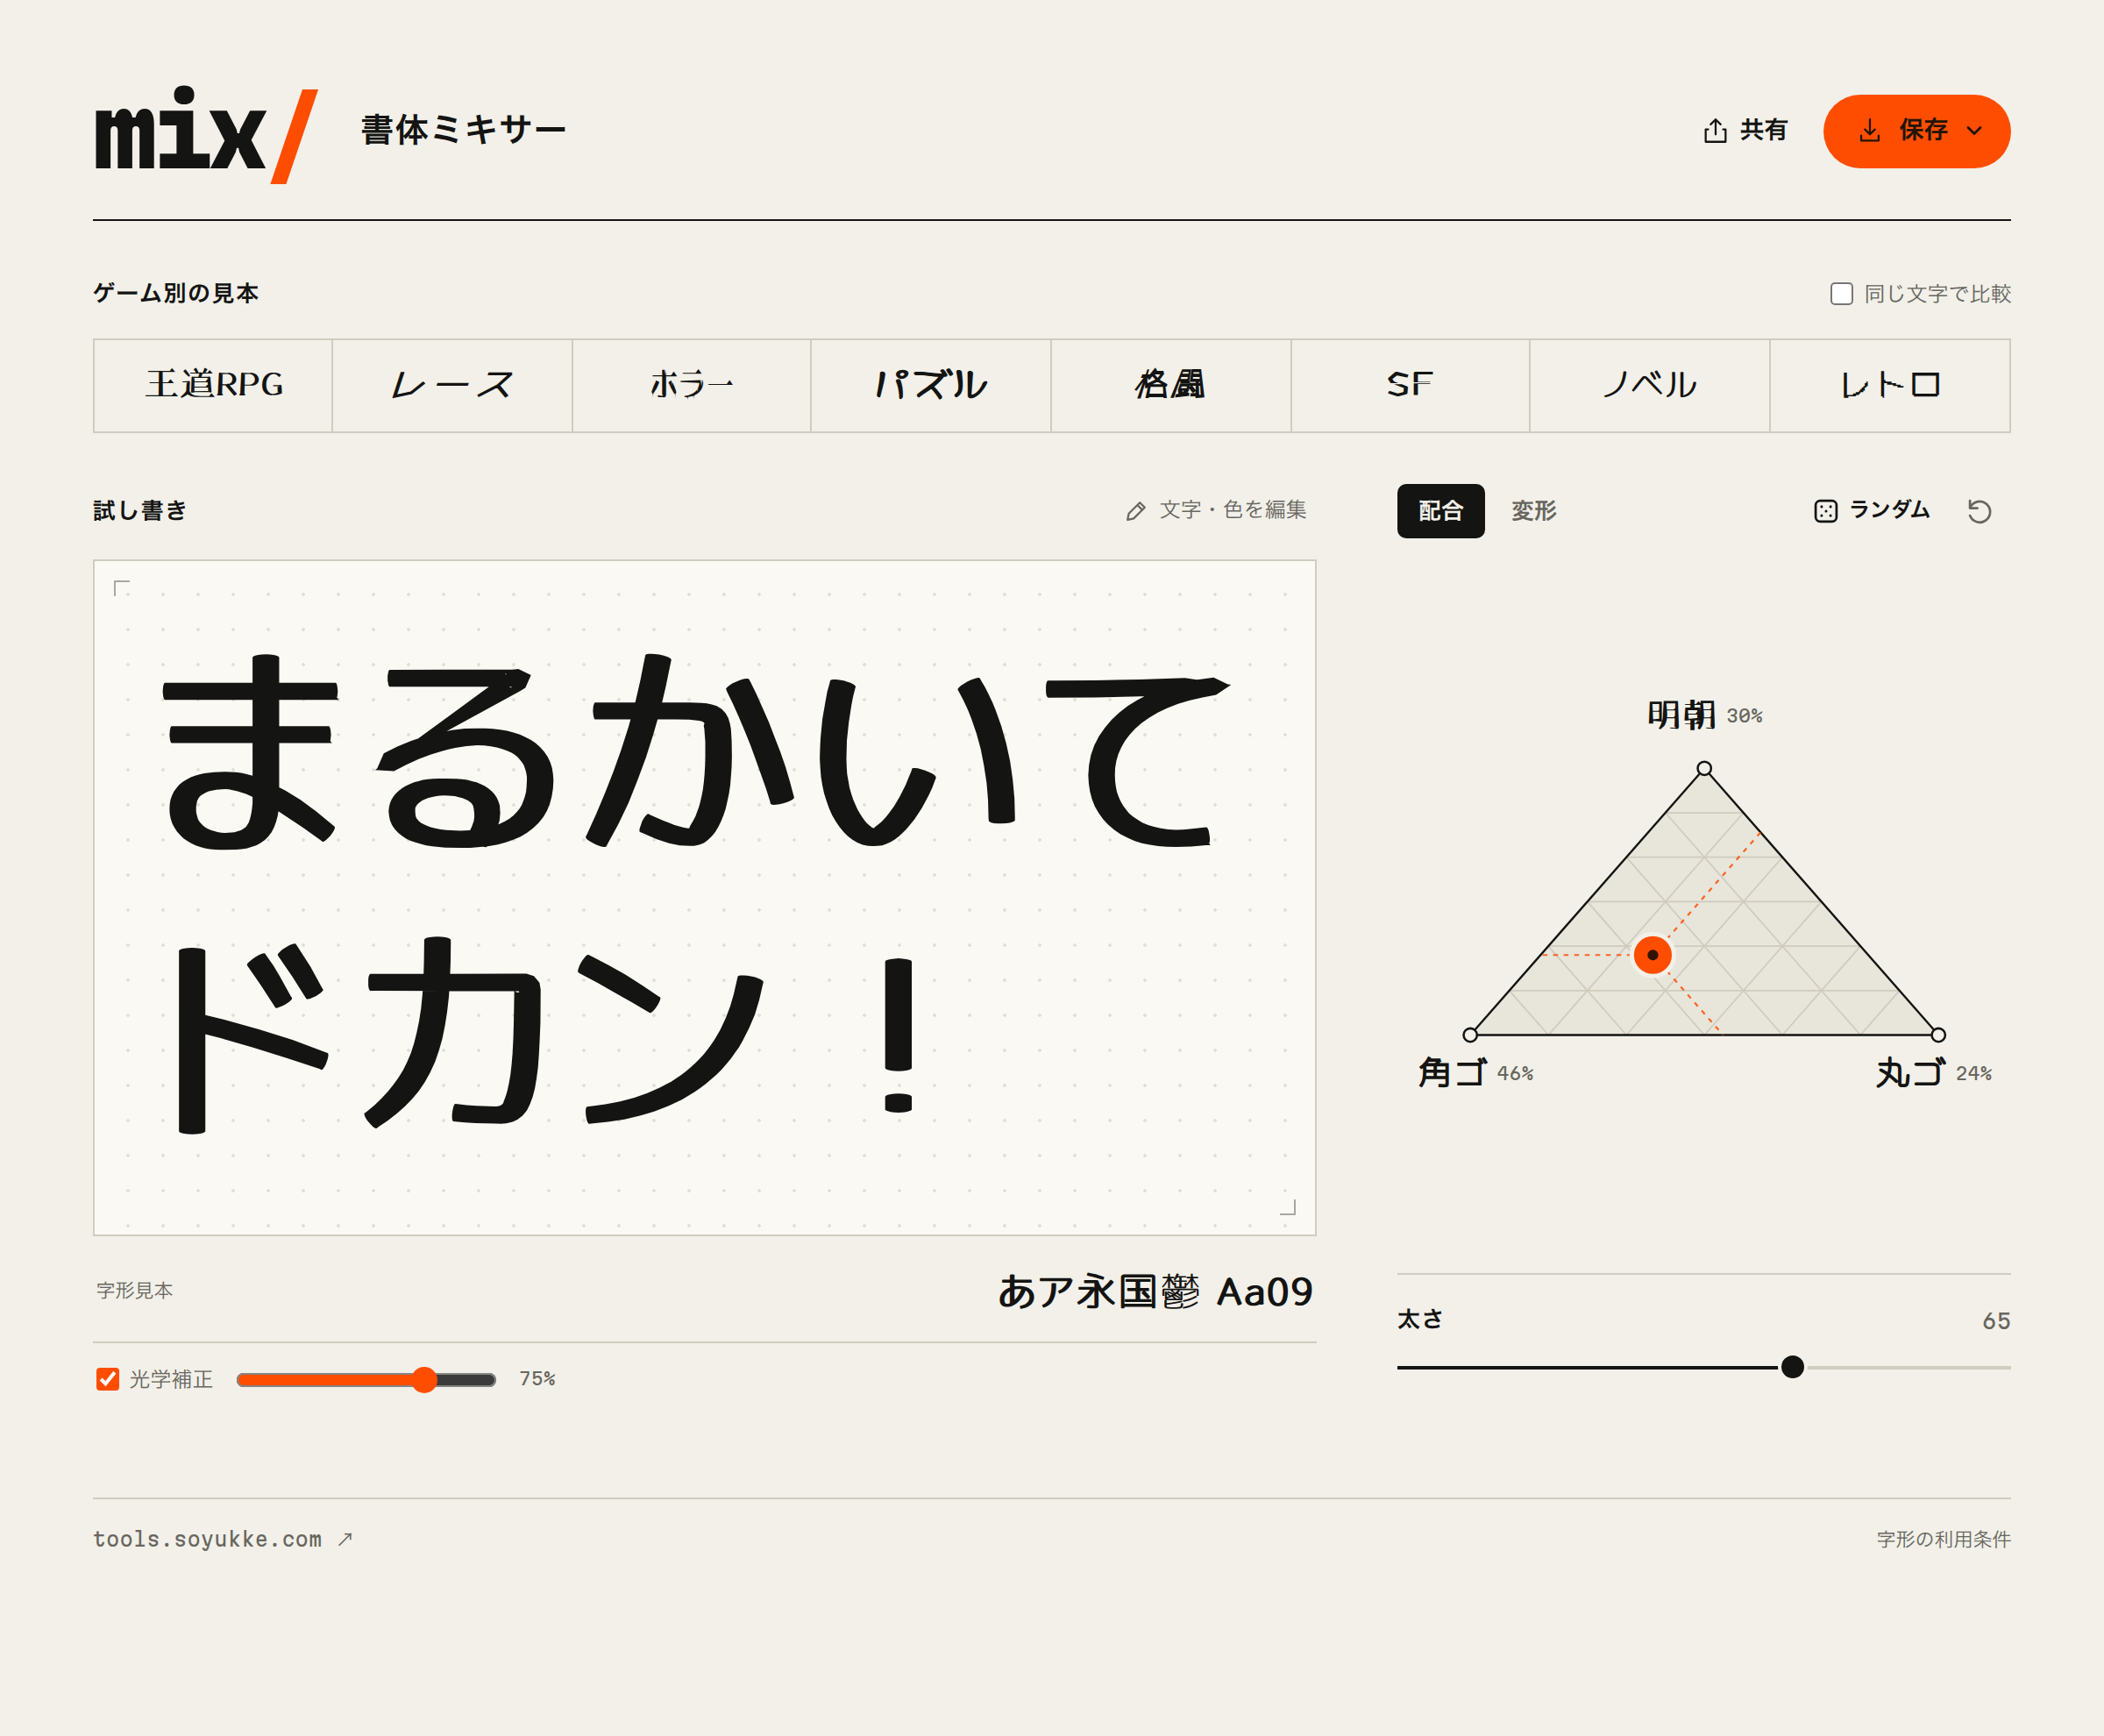 mix/ 書体ミキサー 共有 保存
ゲーム別の見本 同じ文字で比較
王道RPG レース ホラー パズル 格闘 SF ノベル レトロ
試し書き 文字・色を編集 配合 変形 ランダム
まるかいて
ドカン！
明朝 30%
角ゴ 46% 丸ゴ 24%
字形見本 あア永国鬱 Aa09
太さ 65
光学補正 75%
tools.soyukke.com ↗ 字形の利用条件